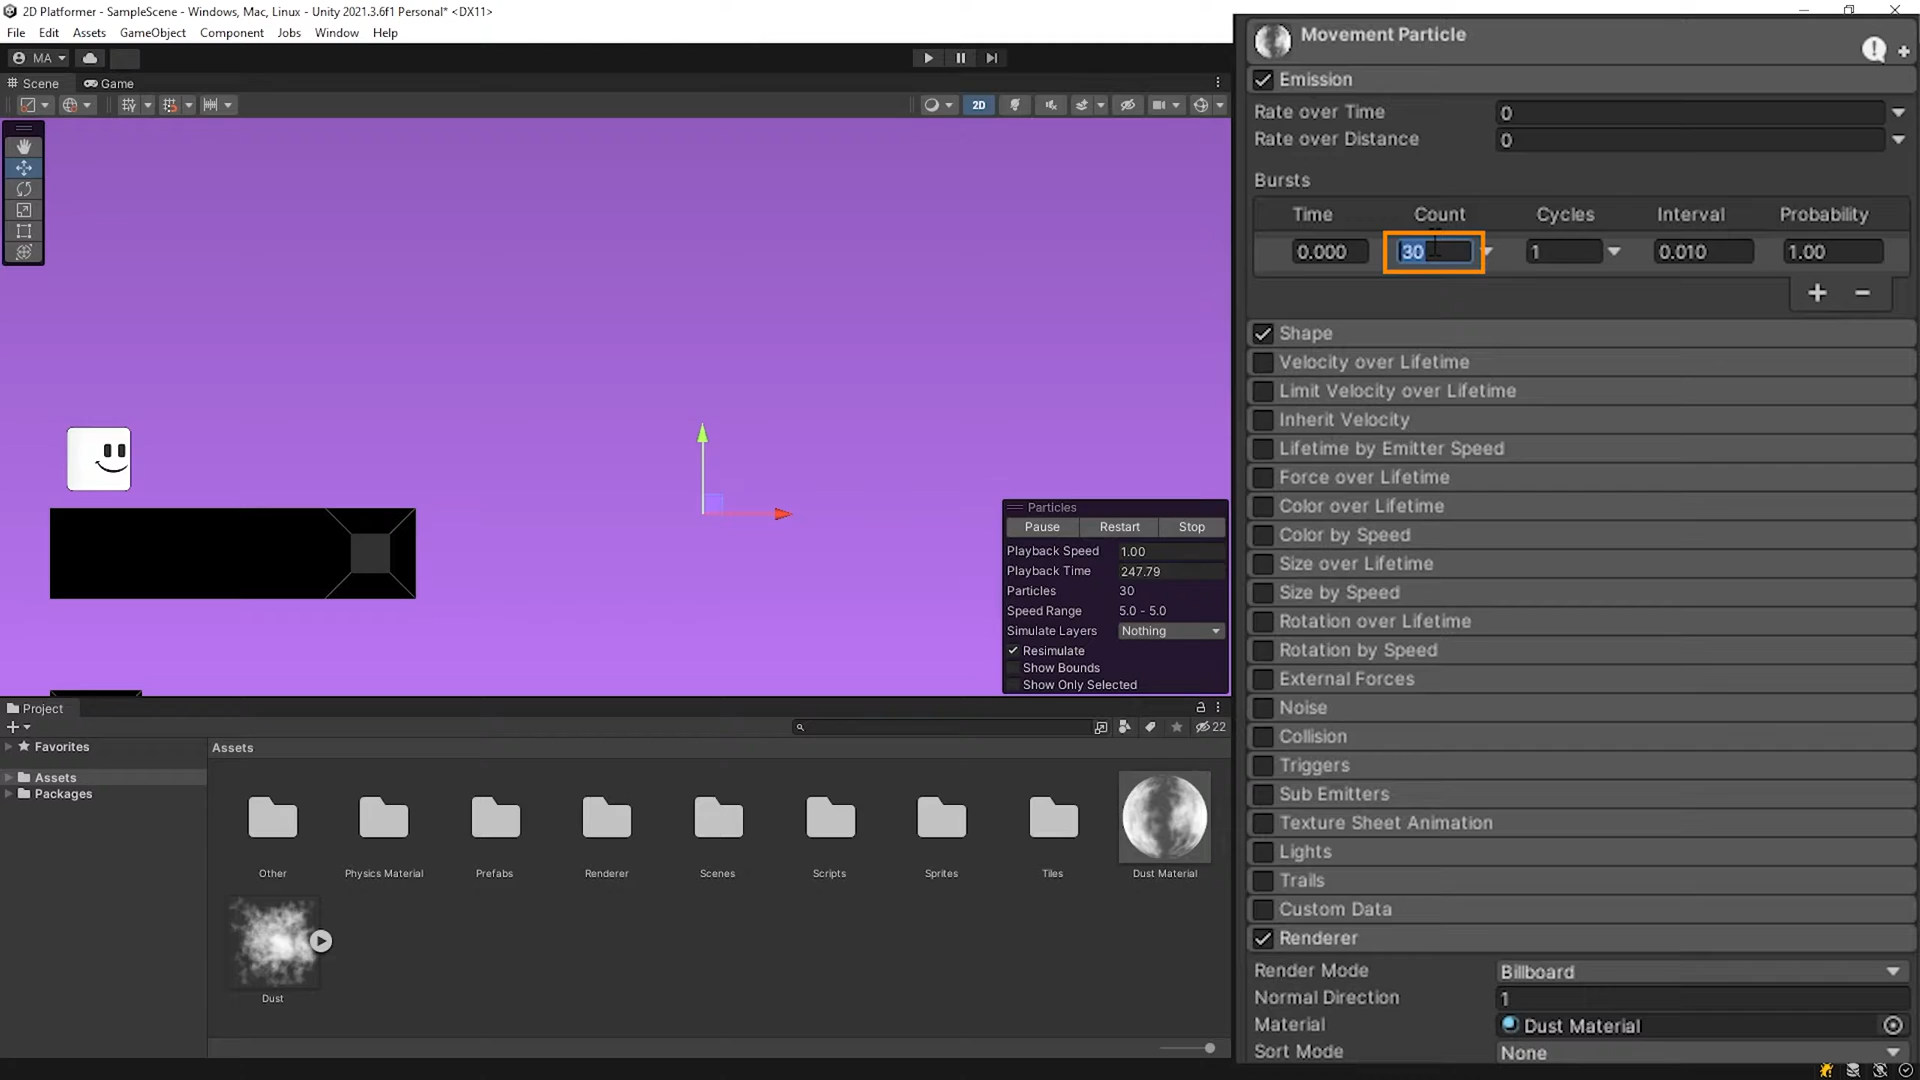 2D Platformer - SampleScene - Windows, Mac, Linux - Unity 2021.3.6f1 Personal* <DX11>
File Edit Assets GameObject Component Jobs Window Help
MA
Scene Game
2D
Particles
Pause Restart Stop
Playback Speed 1.00
Playback Time 247.79
Particles 30
Speed Range 5.0 - 5.0
Simulate Layers Nothing
Resimulate
Show Bounds
Show Only Selected
Project
22
Favorites
Assets
Packages
Assets
Other Physics Material Prefabs Renderer Scenes Scripts Sprites Tiles Dust Material
Dust
Movement Particle
Emission
Rate over Time 0
Rate over Distance 0
Bursts
Time Count Cycles Interval Probability
0.000 30 1 0.010 1.00
Shape
Velocity over Lifetime
Limit Velocity over Lifetime
Inherit Velocity
Lifetime by Emitter Speed
Force over Lifetime
Color over Lifetime
Color by Speed
Size over Lifetime
Size by Speed
Rotation over Lifetime
Rotation by Speed
External Forces
Noise
Collision
Triggers
Sub Emitters
Texture Sheet Animation
Lights
Trails
Custom Data
Renderer
Render Mode Billboard
Normal Direction 1
Material Dust Material
Sort Mode None